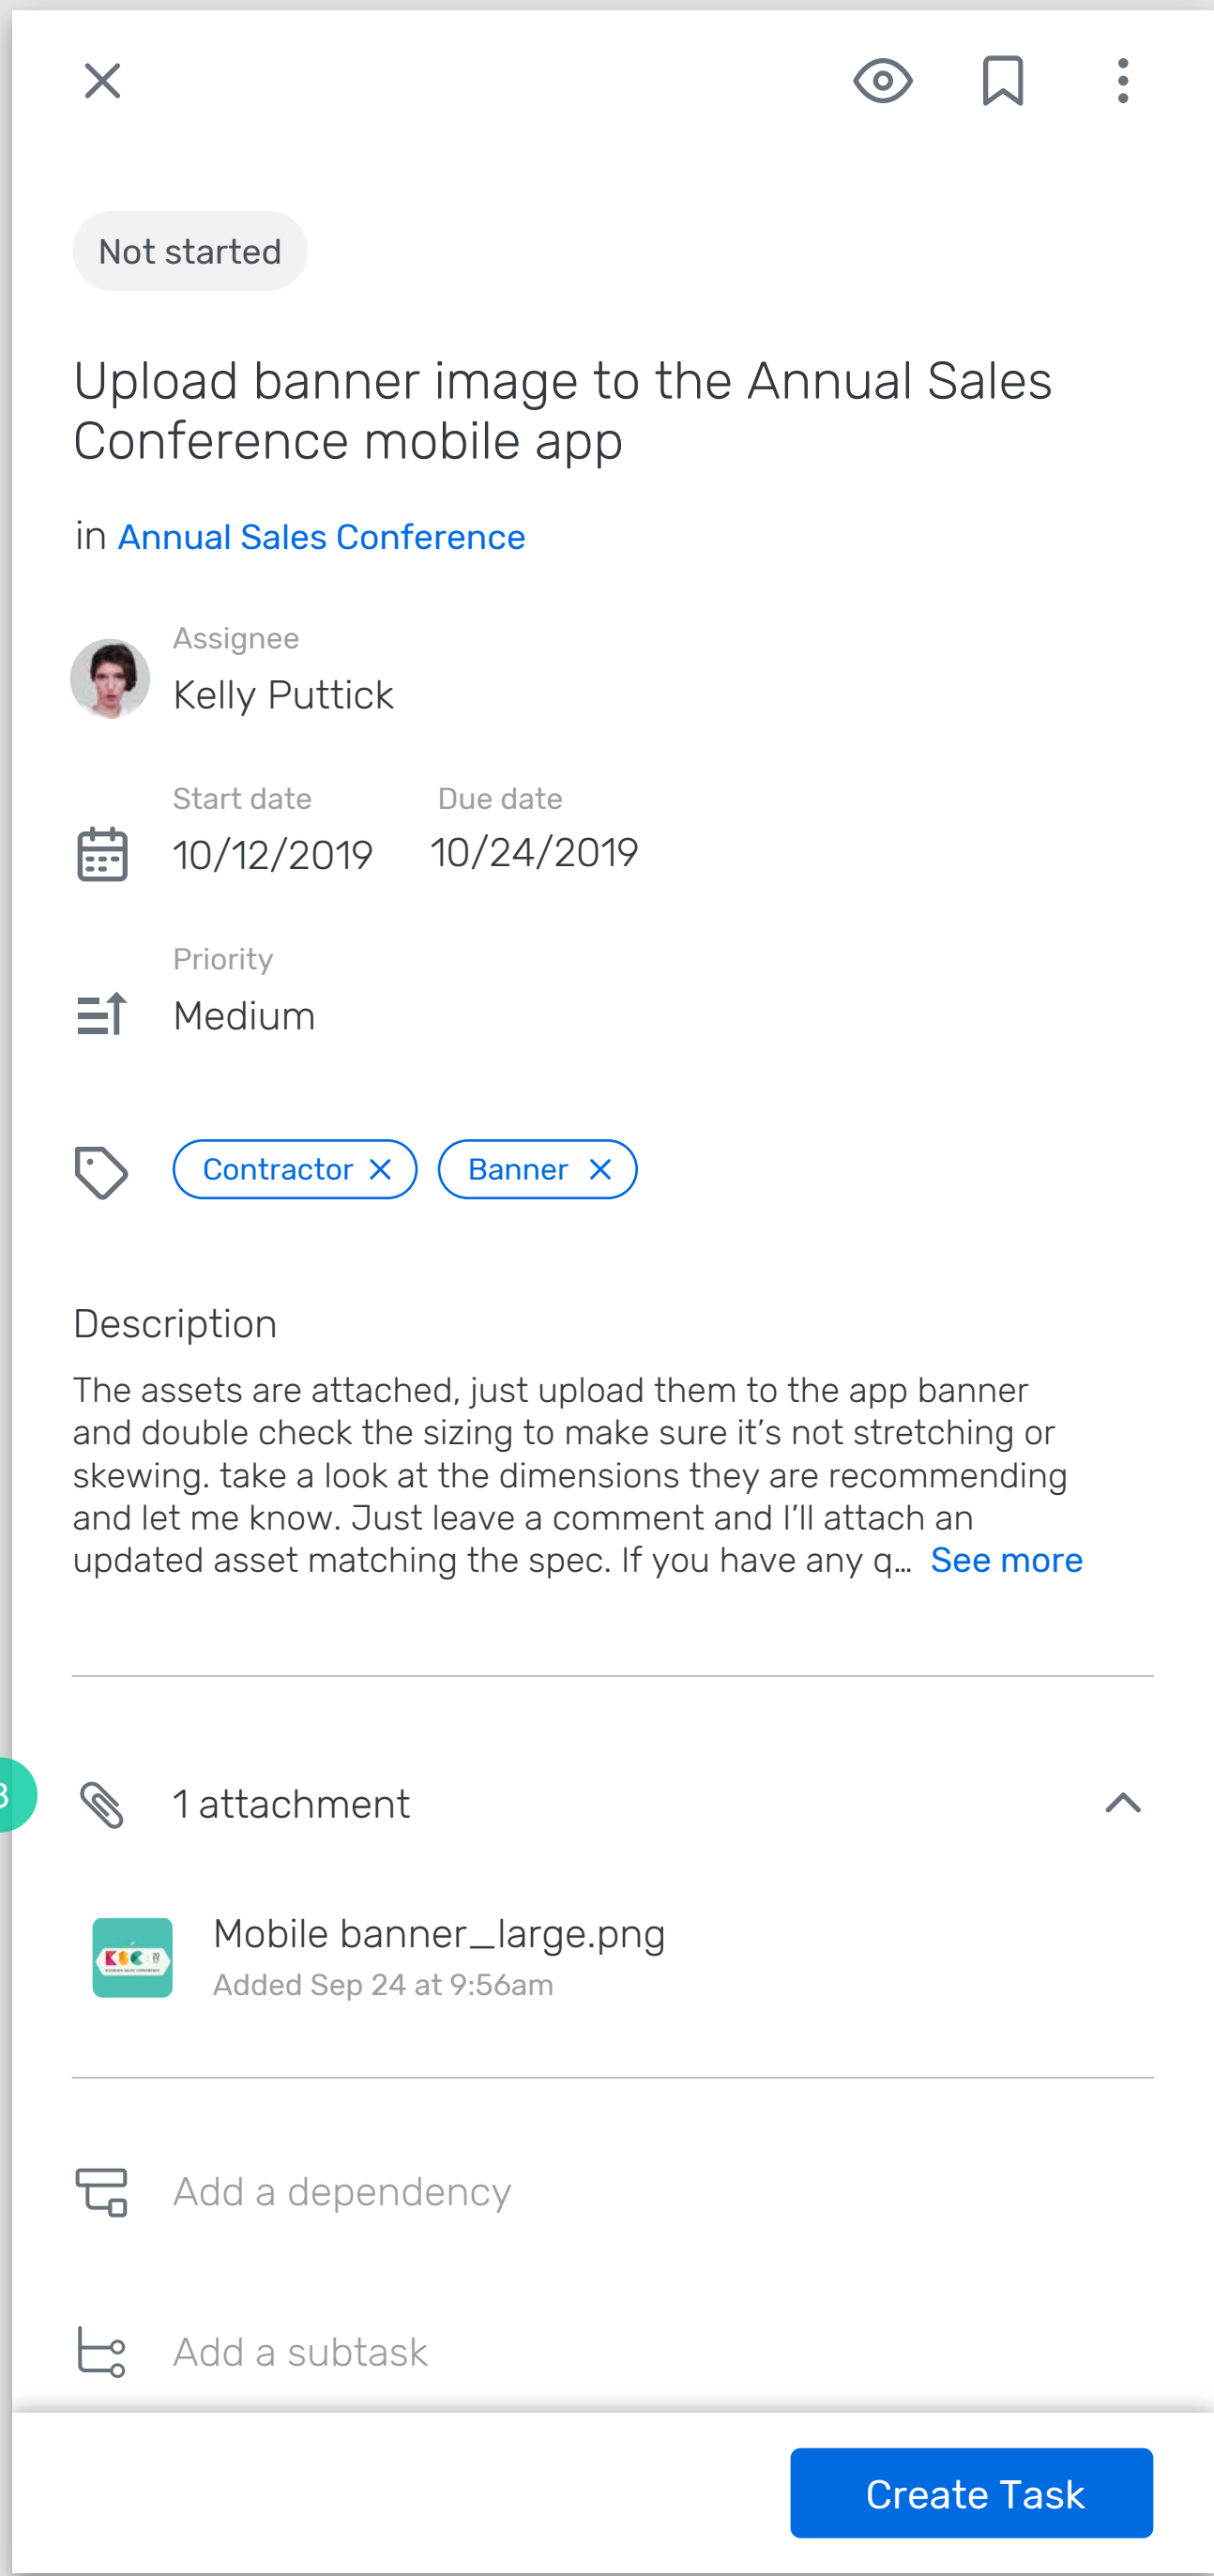 Not started
Upload banner image to the Annual Sales
Conference mobile app
in Annual Sales Conference
Assignee
Kelly Puttick
Start date Due date
10/12/2019 10/24/2019
Priority
Medium
Contractor Banner
Description
The assets are attached, just upload them to the app banner
and double check the sizing to make sure it’s not stretching or
skewing. take a look at the dimensions they are recommending
and let me know. Just leave a comment and I’ll attach an
updated asset matching the spec. If you have any q... See more
1 attachment
KSC
Mobile banner_large.png
Added Sep 24 at 9:56am
Add a dependency
Add a subtask
Create Task